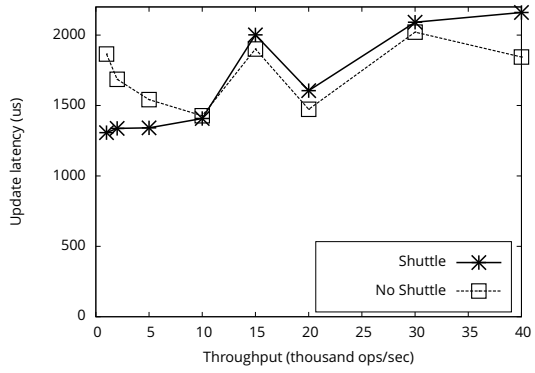 2000
1500
1000
500
0
Update latency (us)
Shuttle
No Shuttle
0 5 10 15 20 25 30 35 40
Throughput (thousand ops/sec)